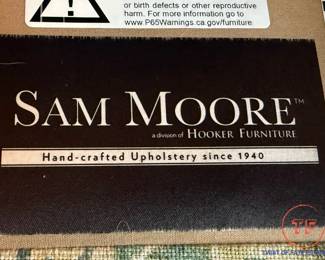 or birth defects or other reproductive
harm. For more information go to
www.P65Warnings.ca.gov/furniture.
SAM MOORE™
a division of HOOKER FURNITURE
Hand-crafted Upholstery since 1940
TF